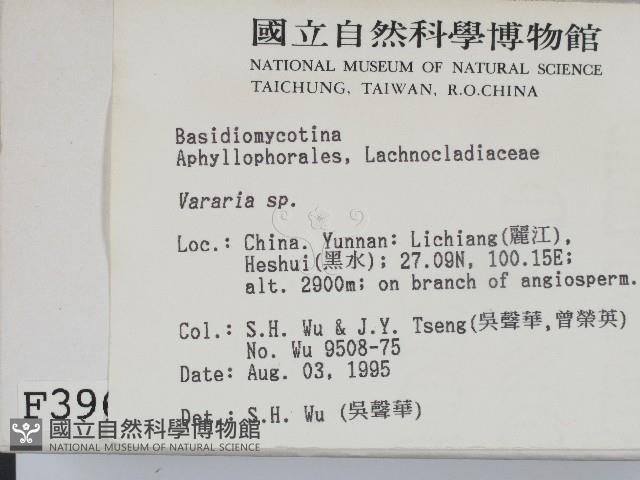 國立自然科學博物館
NATIONAL MUSEUM OF NATURAL SCIENCE
TAICHUNG, TAIWAN, R.O.CHINA
Basidiomycotina
Aphyllophorales, Lachnocladiaceae
Vararia sp.
Loc.: China. Yunnan: Lichiang(麗江),
Heshui(黑水); 27.09N, 100.15E;
alt. 2900m; on branch of angiosperm.
Col.: S.H. Wu & J.Y. Tseng(吳聲華,曾榮英)
No. Wu 9508-75
Date: Aug. 03, 1995
Det.: S.H. Wu (吳聲華)
F396
國立自然科學博物館
NATIONAL MUSEUM OF NATURAL SCIENCE